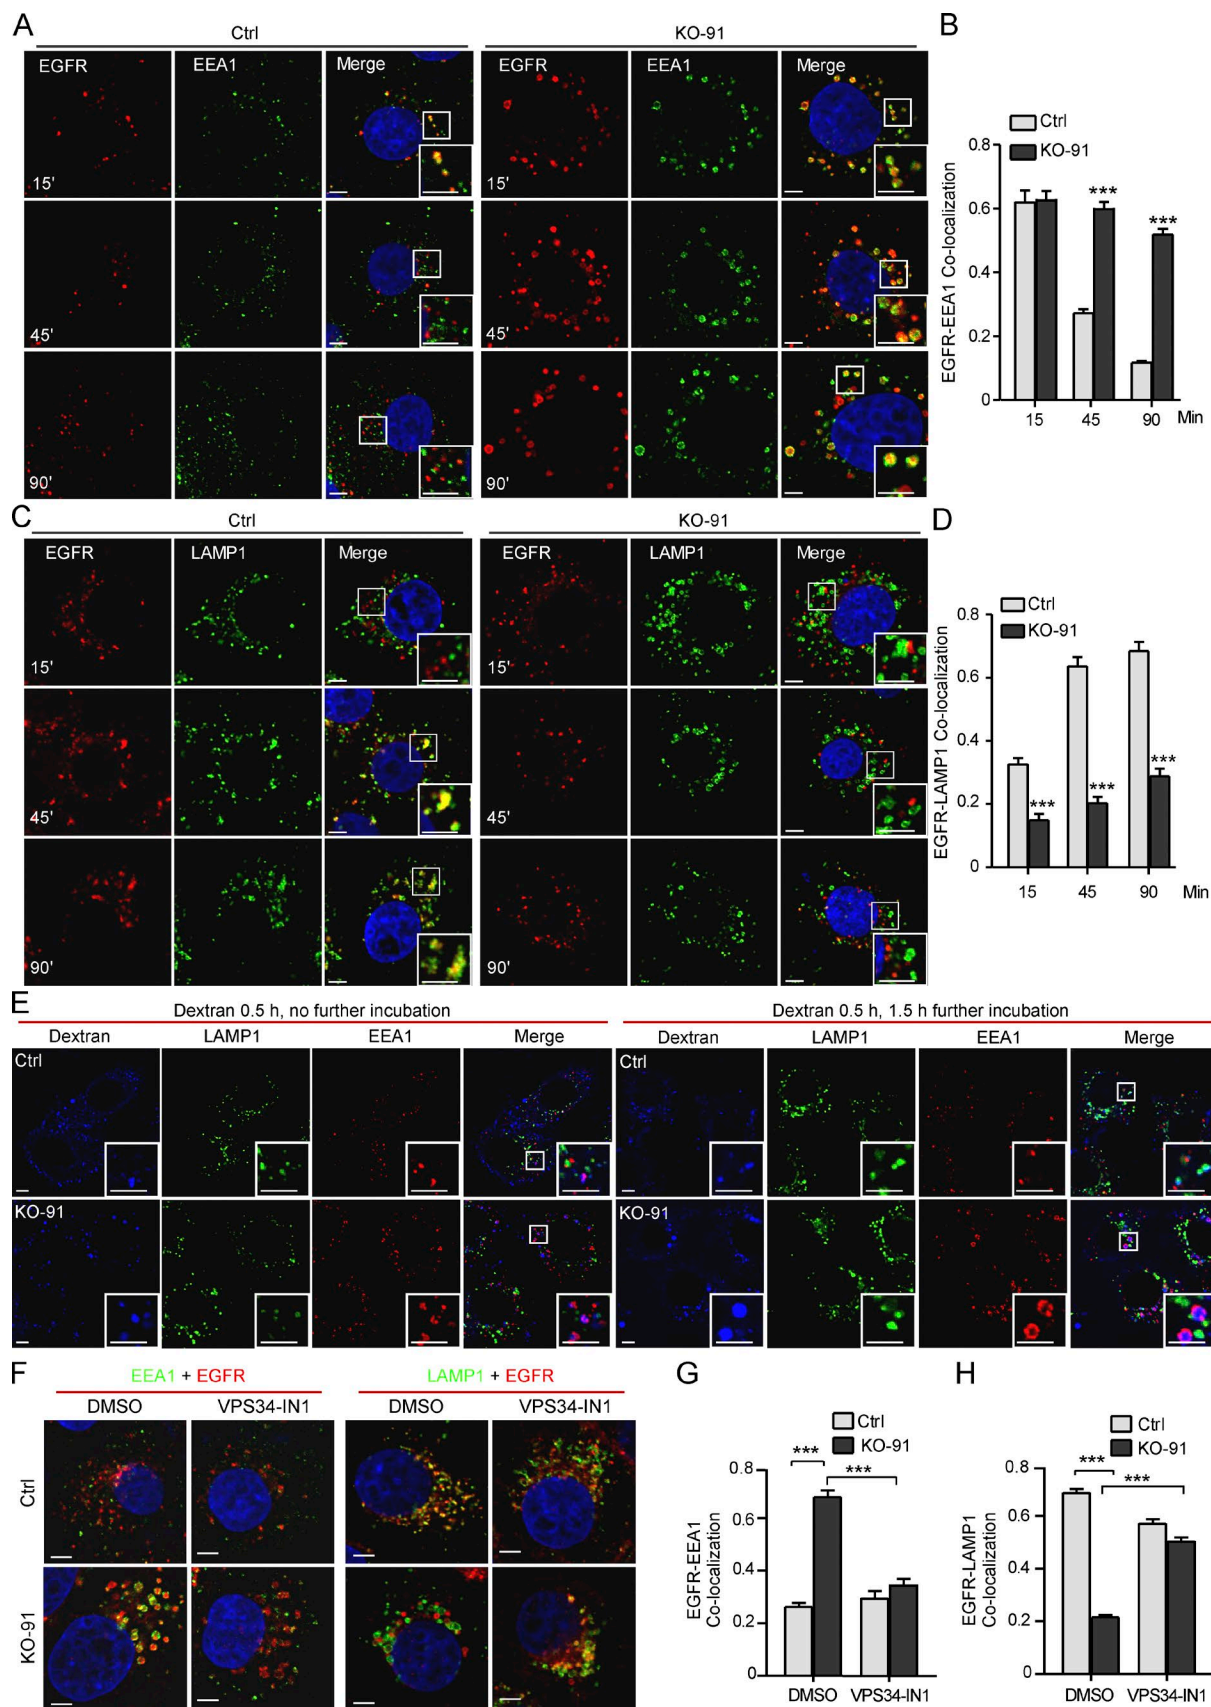 A
Ctrl
KO-91
EGFR
EEA1
Merge
EGFR
EEA1
Merge
15'
15'
45'
45'
90'
90'
B
Ctrl
KO-91
EGFR-EEA1 Co-localization
0.8
0.6
0.4
0.2
0
***
***
15
45
90
Min
C
Ctrl
KO-91
EGFR
LAMP1
Merge
EGFR
LAMP1
Merge
15'
15'
45'
45'
90'
90'
D
Ctrl
KO-91
EGFR-LAMP1 Co-localization
0.8
0.6
0.4
0.2
0
***
***
***
15
45
90
Min
E
Dextran 0.5 h, no further incubation
Dextran 0.5 h, 1.5 h further incubation
Dextran
LAMP1
EEA1
Merge
Dextran
LAMP1
EEA1
Merge
Ctrl
Ctrl
KO-91
KO-91
F
EEA1 + EGFR
LAMP1 + EGFR
DMSO
VPS34-IN1
DMSO
VPS34-IN1
Ctrl
KO-91
G
Ctrl
KO-91
EGFR-EEA1
Co-localization
0.8
0.6
0.4
0.2
0
***
***
DMSO
VPS34-IN1
H
Ctrl
KO-91
EGFR-LAMP1
Co-localization
0.8
0.6
0.4
0.2
0
***
***
DMSO
VPS34-IN1